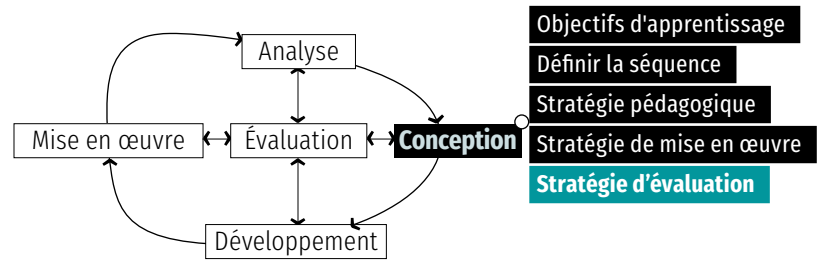 Analyse
Mise en œuvre
Évaluation
Conception
Développement
Objectifs d'apprentissage
Définir la séquence
Stratégie pédagogique
Stratégie de mise en œuvre
Stratégie d’évaluation